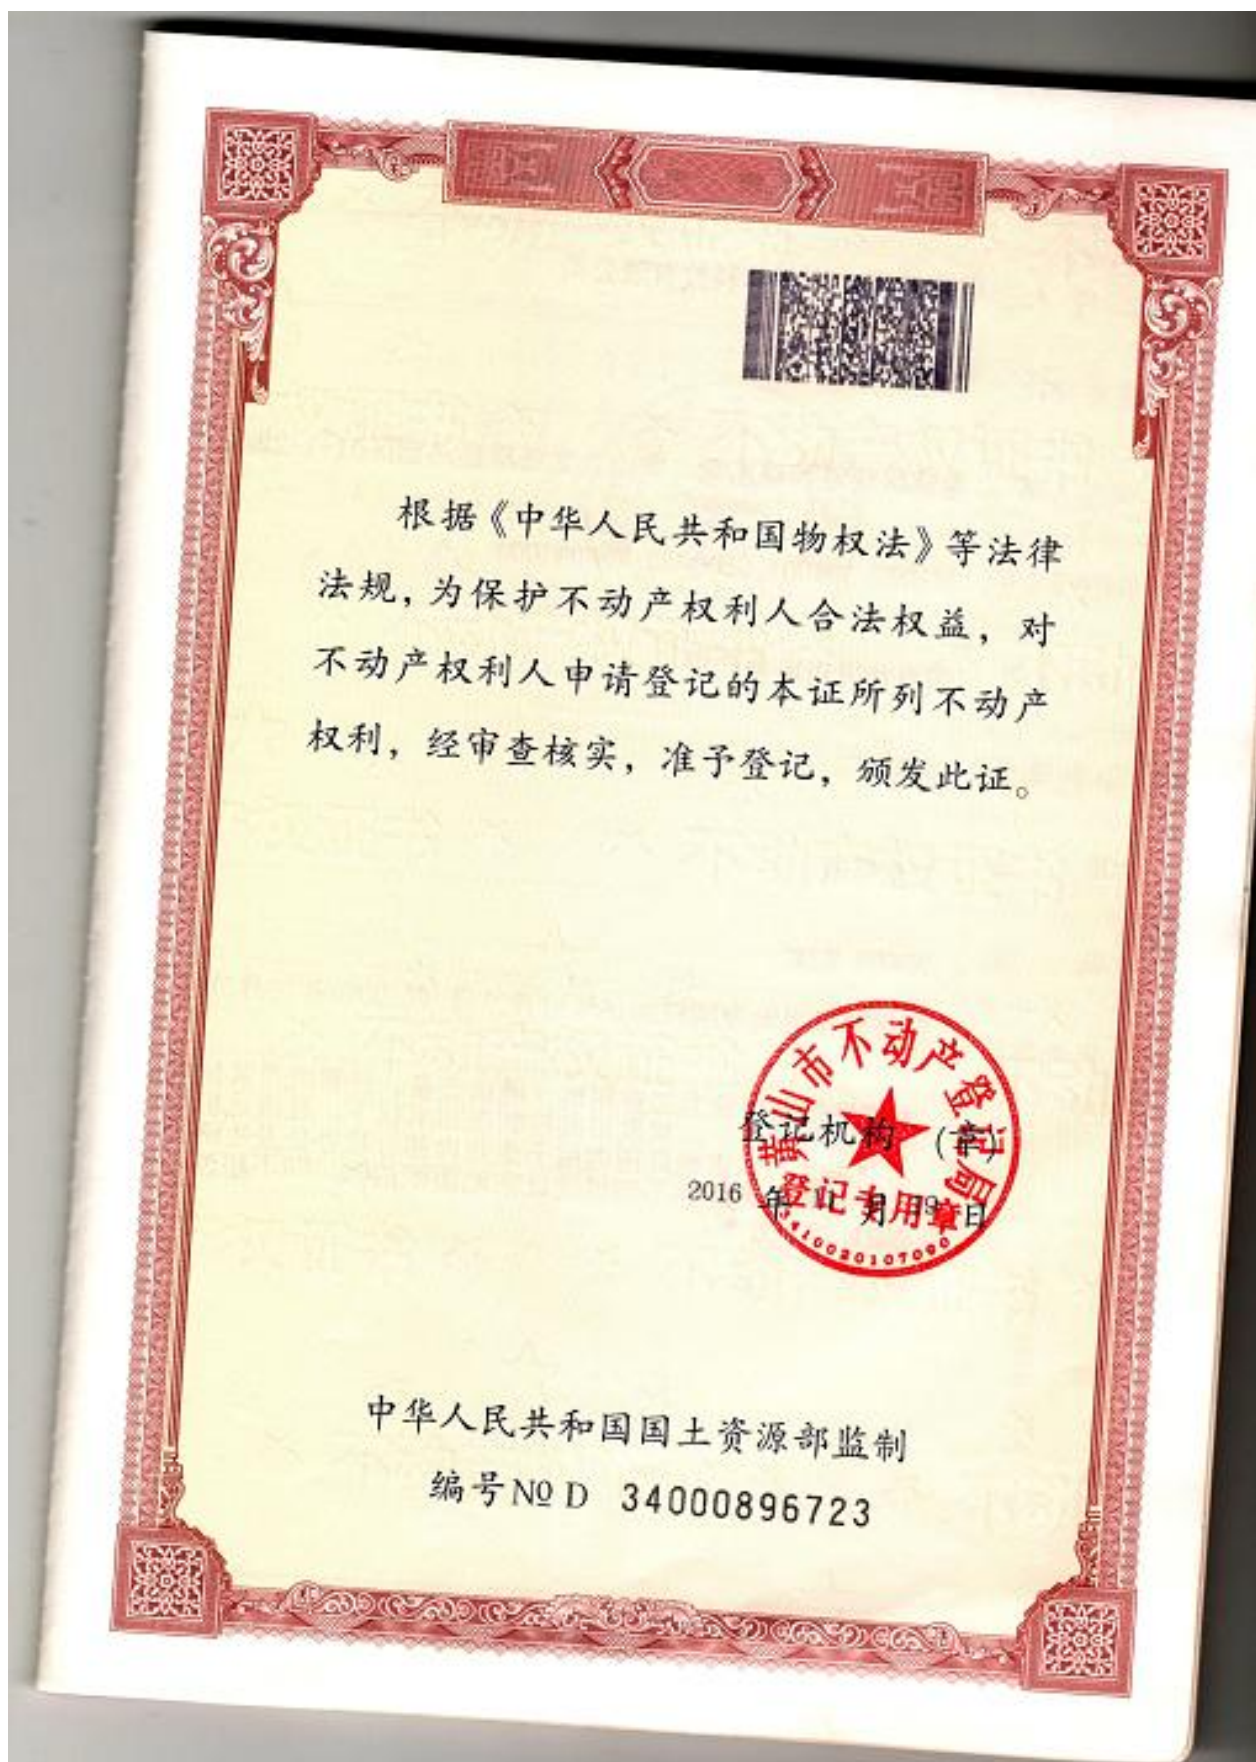 根据《中华人民共和国物权法》等法律
法规，为保护不动产权利人合法权益，对
不动产权利人申请登记的本证所列不动产
权利，经审查核实，准予登记，颁发此证。
黄山市不动产登记局
登记机构（章）
2016 年 11 月 日
登记专用章
3410020107090
中华人民共和国国土资源部监制
编号№ D 34000896723